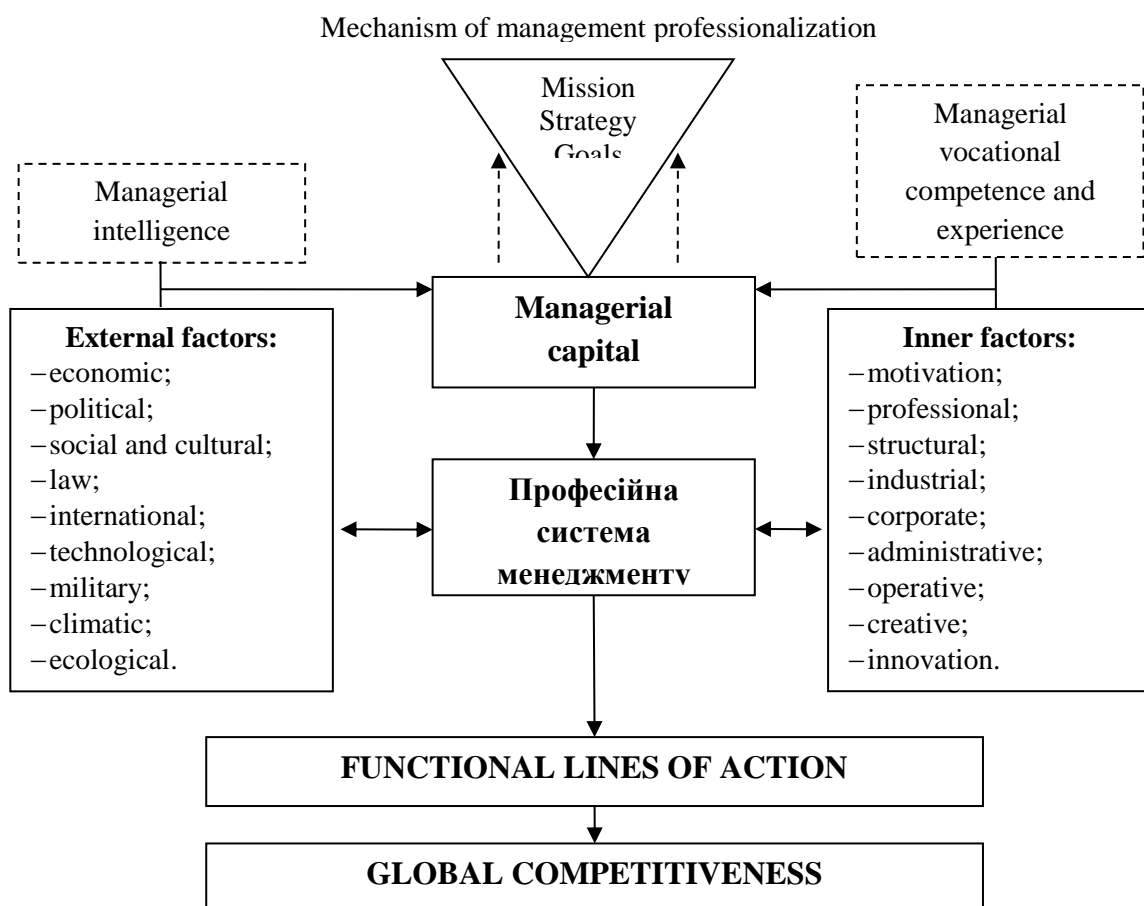 Mechanism of management professionalization
Mission
Strategy
Goals
Managerial
intelligence
Managerial
vocational
competence and
experience
Managerial
capital
External factors:
–economic;
–political;
–social and cultural;
–law;
–international;
–technological;
–military;
–climatic;
–ecological.
Професійна
система
менеджменту
Inner factors:
–motivation;
–professional;
–structural;
–industrial;
–corporate;
–administrative;
–operative;
–creative;
–innovation.
FUNCTIONAL LINES OF ACTION
GLOBAL COMPETITIVENESS